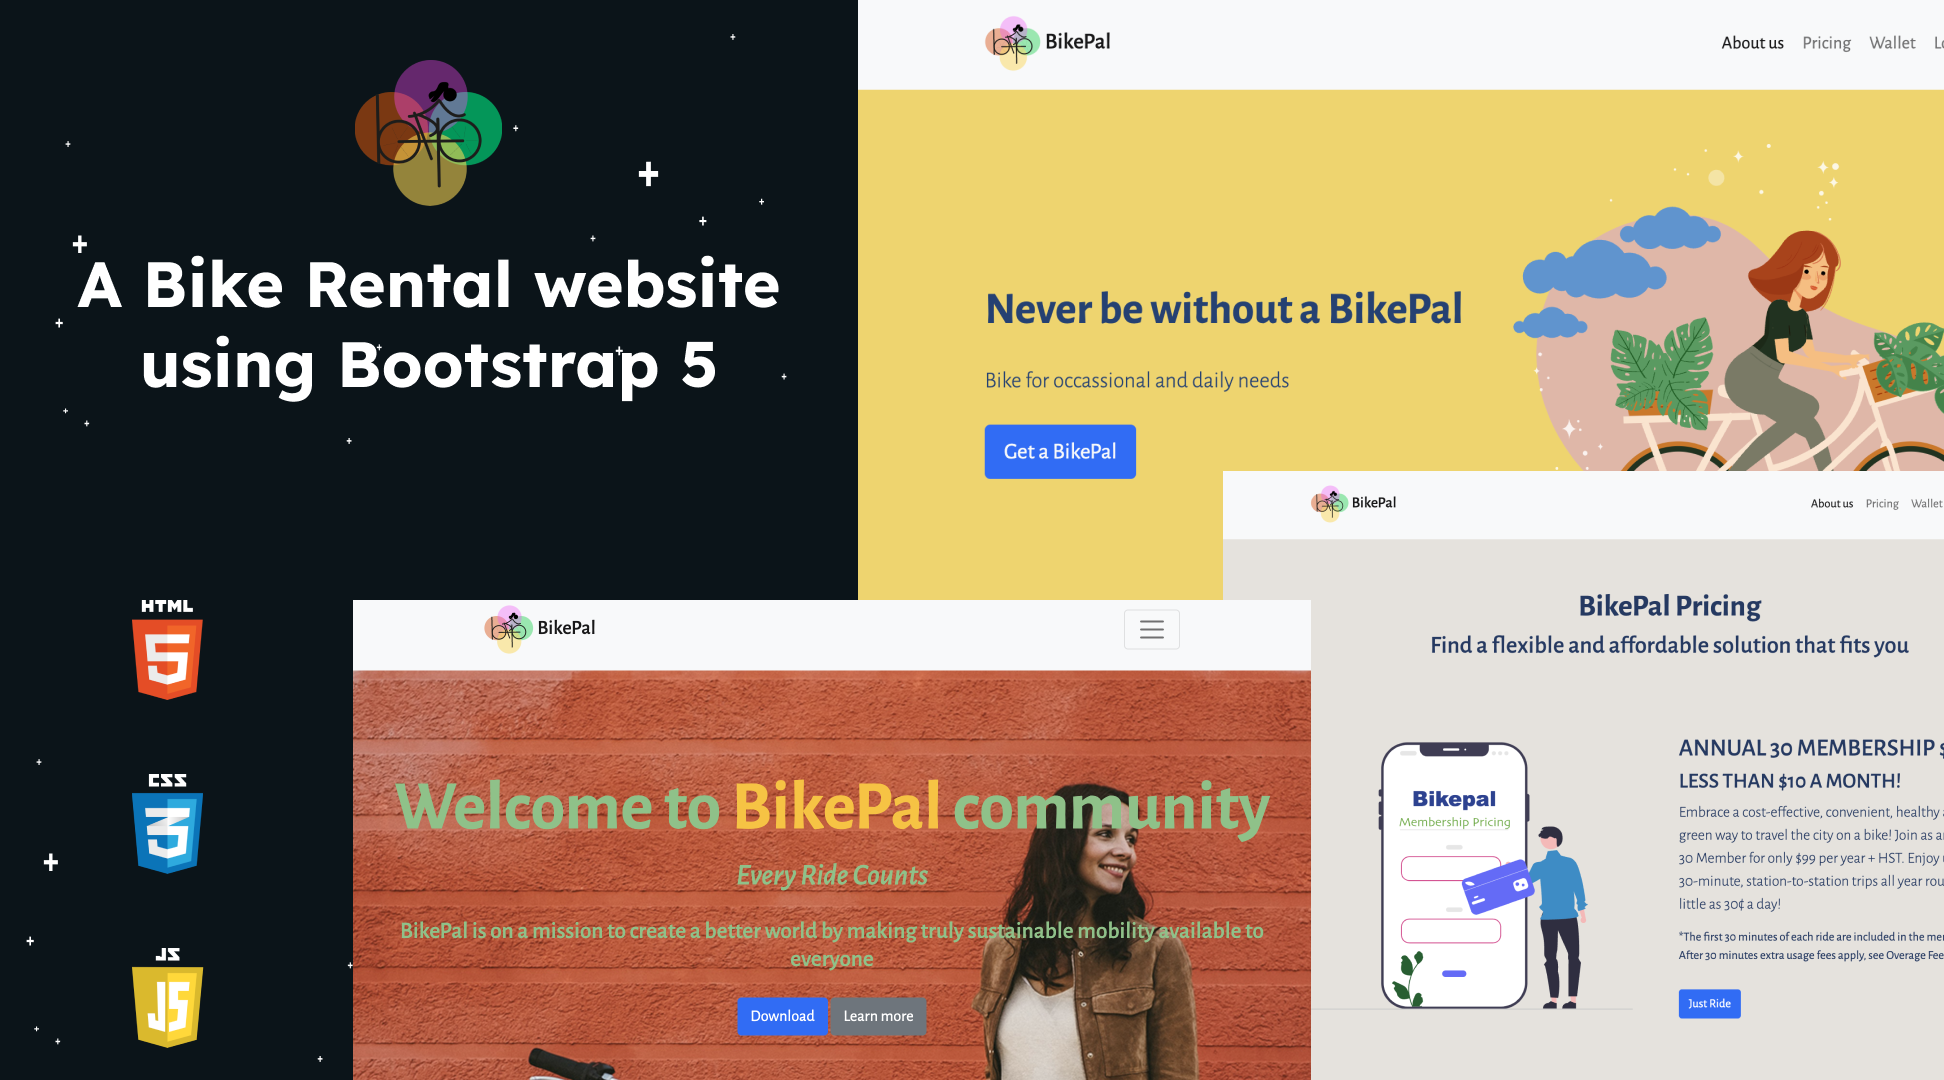 A Bike Rental website
using Bootstrap 5
HTML
5
CSS
3
JS
JS
BikePal
About us
Pricing
Wallet
Never be without a BikePal
Bike for occassional and daily needs
Get a BikePal
BikePal
About us
Pricing
Wallet
BikePal Pricing
Find a flexible and affordable solution that fits you
Bikepal
Membership Pricing
ANNUAL 30 MEMBERSHIP $
LESS THAN $10 A MONTH!
Embrace a cost-effective, convenient, healthy
green way to travel the city on a bike! Join as
30 Member for only $99 per year + HST. Enjoy
30-minute, station-to-station trips all year
little as 30¢ a day!
*The first 30 minutes of each ride are included in the
After 30 minutes extra usage fees apply, see Overage
Just Ride
BikePal
Welcome to BikePal community
Every Ride Counts
BikePal is on a mission to create a better world by making truly sustainable mobility available to
everyone
Download
Learn more